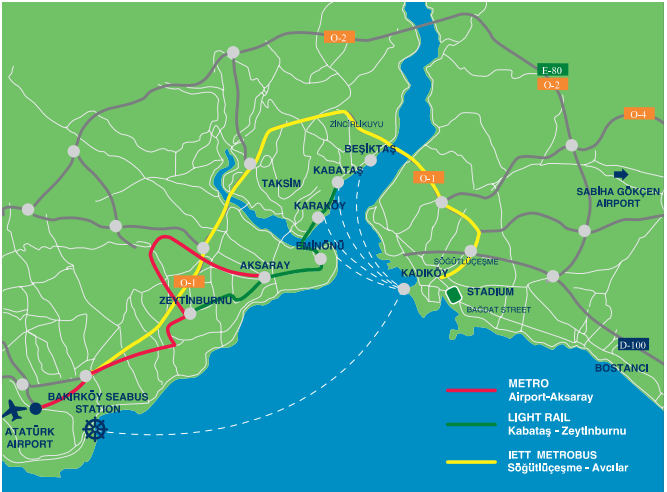 O-2
E-80
O-2
O-4
ZİNCİRLİKUYU
BEŞİKTAŞ
KABATAŞ
TAKSİM
O-1
SABIHA GÖKÇEN
AIRPORT
KARAKÖY
EMİNÖNÜ
AKSARAY
SÖĞÜTLÜÇEŞME
KADIKÖY
O-1
ZEYTİNBURNU
STADIUM
BAĞDAT STREET
D-100
BOSTANCI
BAKIRKÖY SEABUS
STATION
ATATÜRK
AIRPORT
METRO
Airport-Aksaray
LIGHT RAIL
Kabataş - Zeytinburnu
IETT METROBUS
Söğütlüçeşme - Avcılar